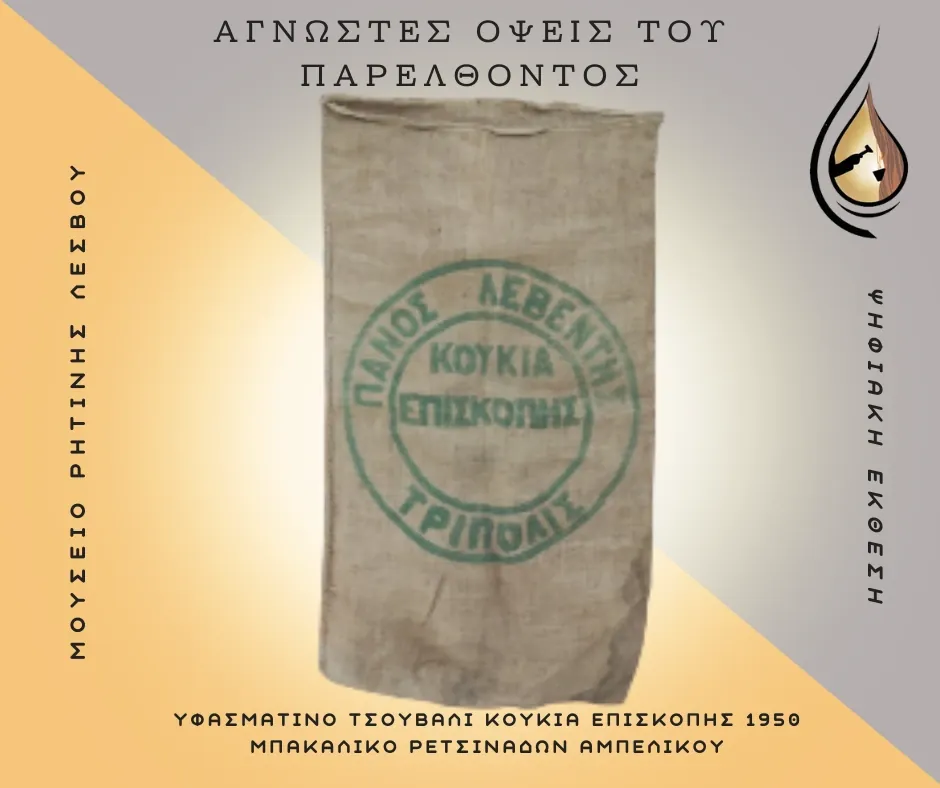 ΑΓΝΩΣΤΕΣ ΟΨΕΙΣ ΤΟΥ
ΠΑΡΕΛΘΟΝΤΟΣ
ΜΟΥΣΕΙΟ ΡΗΤΙΝΗΣ ΛΕΣΒΟΥ
ΠΑΝΟΣ ΛΕΒΕΝΤΗΣ
ΚΟΥΚΙΑ
ΕΠΙΣΚΟΠΗΣ
ΤΡΙΠΟΛΙΣ
ΨΗΦΙΑΚΗ ΕΚΘΕΣΗ
ΥΦΑΣΜΑΤΙΝΟ ΤΣΟΥΒΑΛΙ ΚΟΥΚΙΑ ΕΠΙΣΚΟΠΗΣ 1950
ΜΠΑΚΑΛΙΚΟ ΡΕΤΣΙΝΑΔΩΝ ΑΜΠΕΛΙΚΟΥ